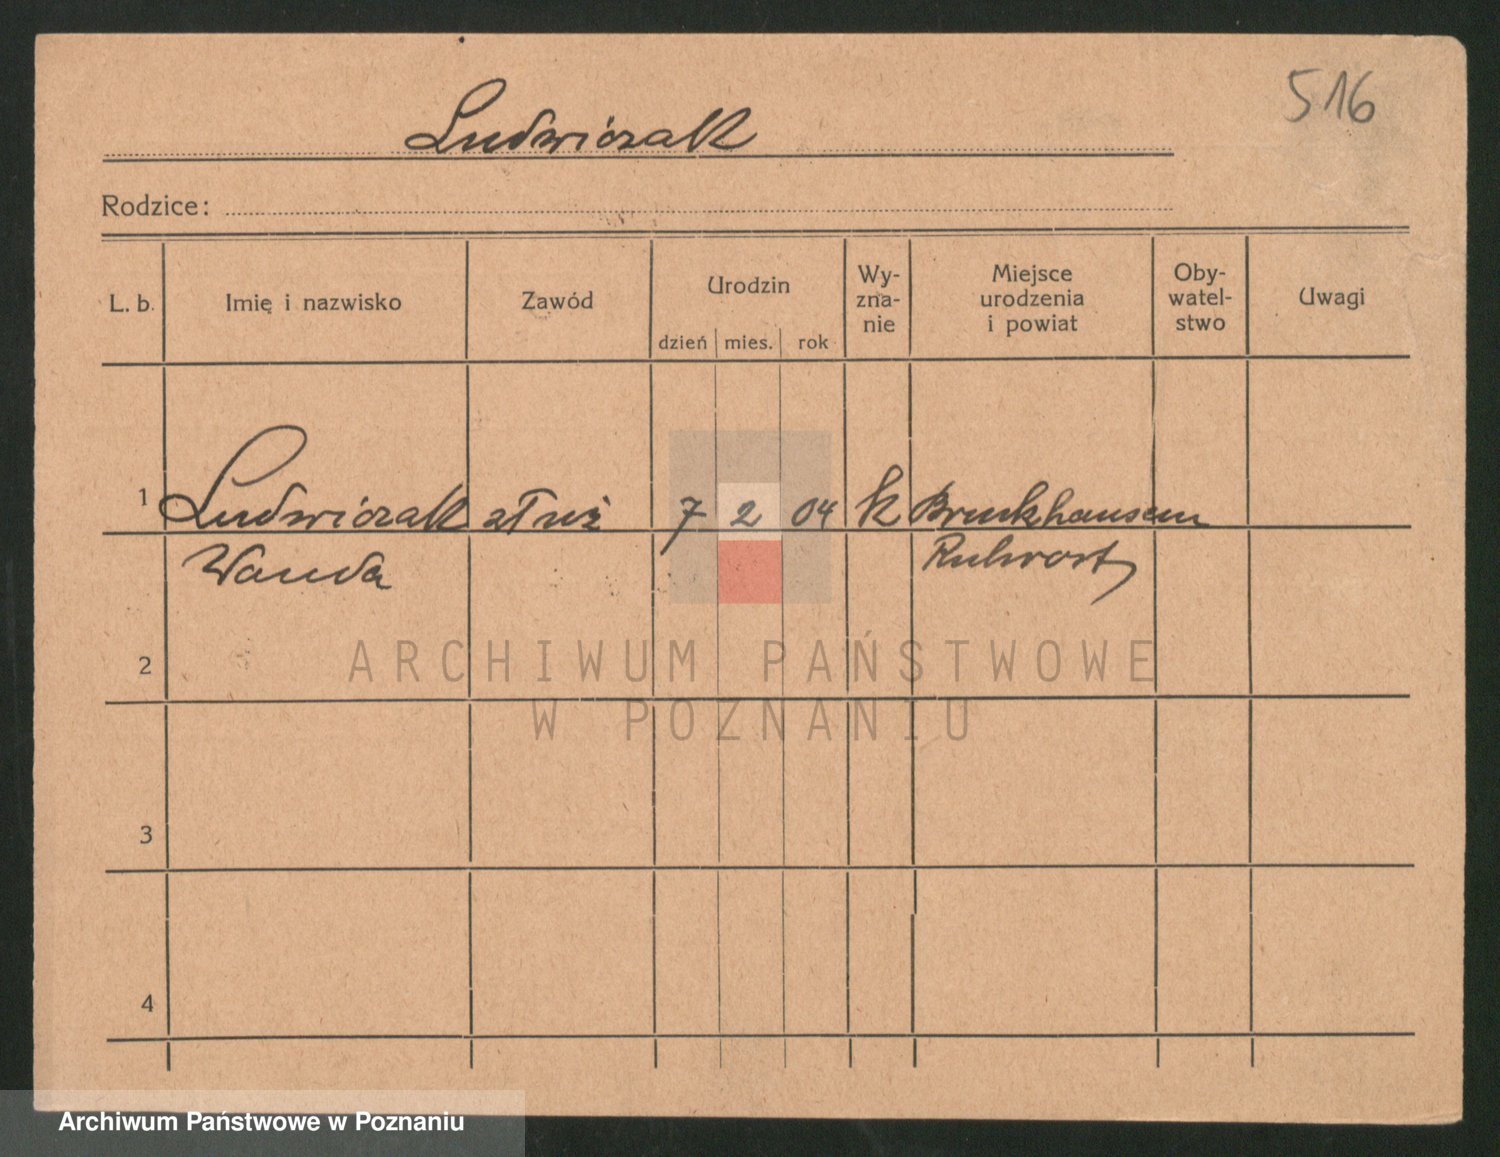 516
Ludwiczak
Rodzice:
L. b. Imię i nazwisko Zawód Urodzin Wy-zna-nie Miejsce urodzenia i powiat Oby-watel-stwo Uwagi
dzień mies. rok
1 Ludwiczak służ 7 2 04 k Bruckhausen
Wanda Ruhrort
2
3
4
ARCHIWUM PAŃSTWOWE
W POZNANIU
Archiwum Państwowe w Poznaniu